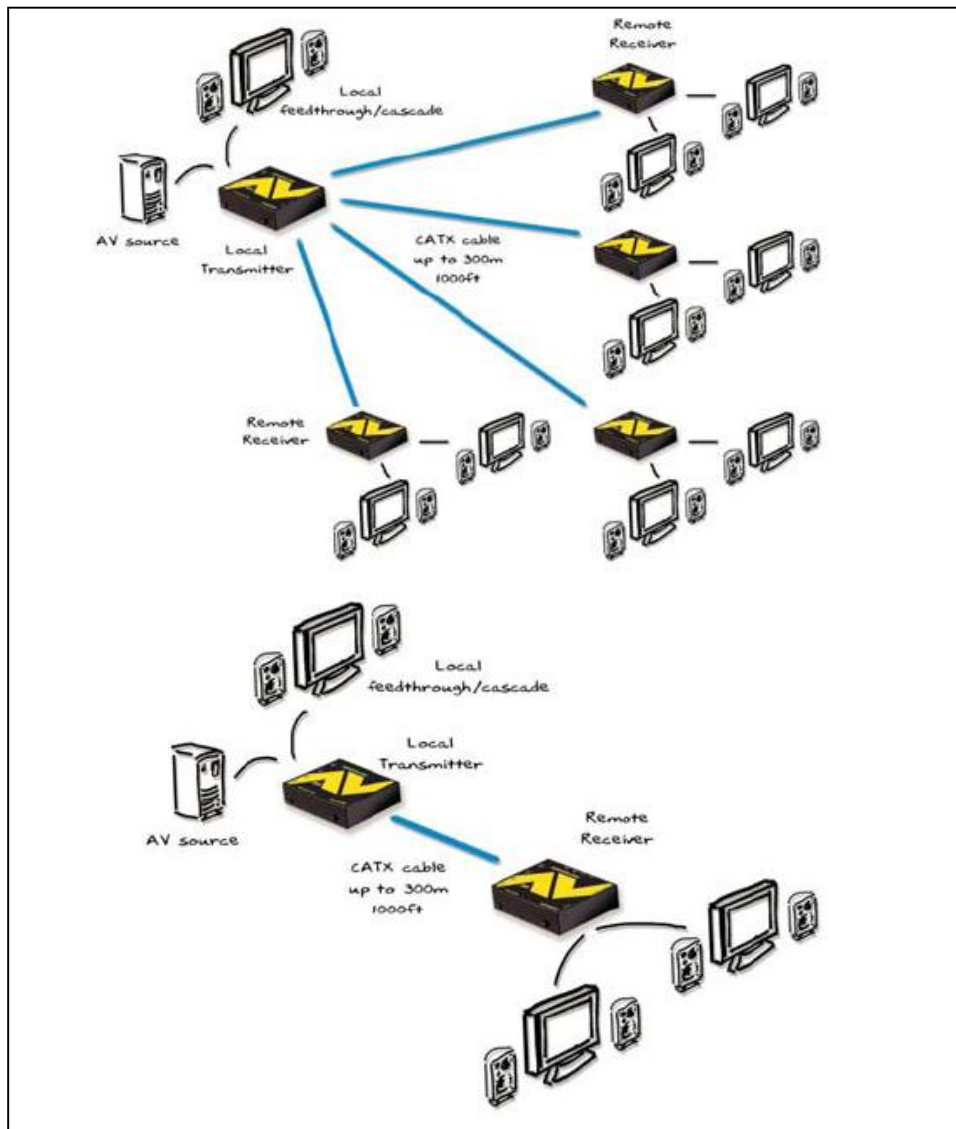 Remote
Receiver
Local
feedthrough/cascade
AV source
Local
Transmitter
CATX cable
up to 300m
1000ft
Remote
Receiver
Local
feedthrough/cascade
Local
Transmitter
AV source
Remote
Receiver
CATX cable
up to 300m
1000ft